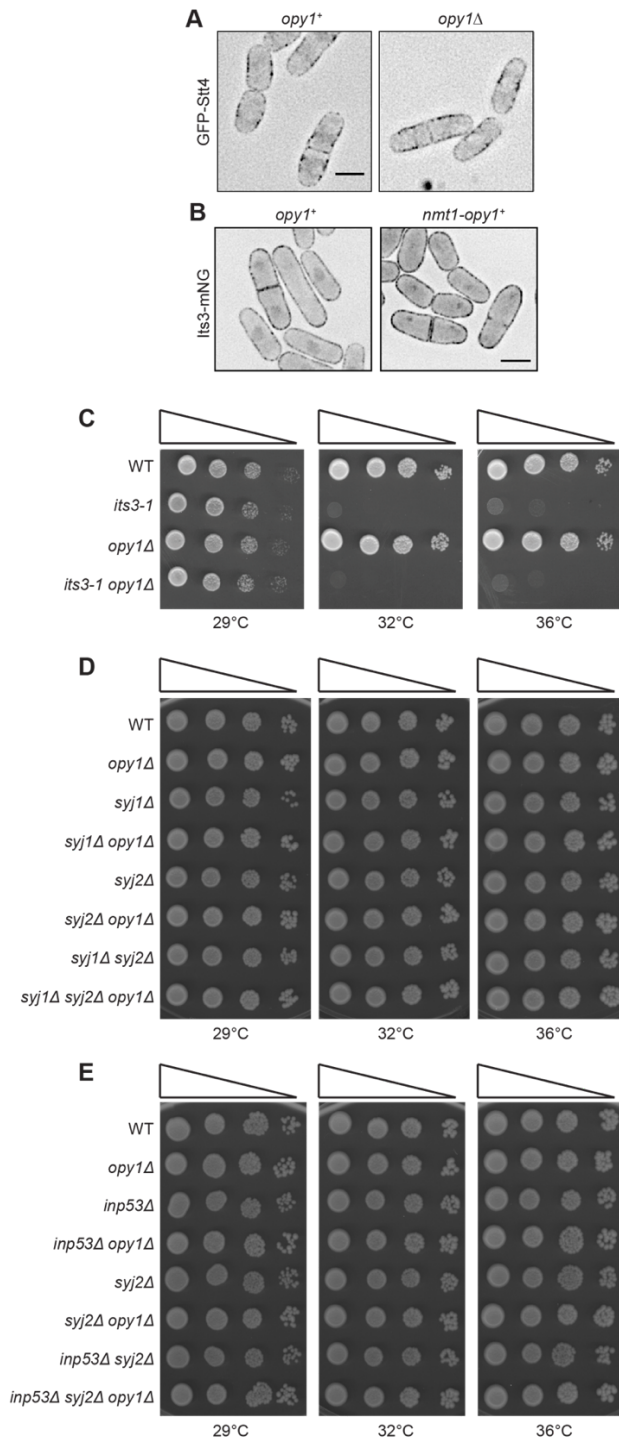 A
opy1⁺
opy1Δ
GFP-Stt4
B
opy1⁺
nmt1-opy1⁺
Its3-mNG
C
WT
its3-1
opy1Δ
its3-1 opy1Δ
29°C
32°C
36°C
D
WT
opy1Δ
syj1Δ
syj1Δ opy1Δ
syj2Δ
syj2Δ opy1Δ
syj1Δ syj2Δ
syj1Δ syj2Δ opy1Δ
29°C
32°C
36°C
E
WT
opy1Δ
inp53Δ
inp53Δ opy1Δ
syj2Δ
syj2Δ opy1Δ
inp53Δ syj2Δ
inp53Δ syj2Δ opy1Δ
29°C
32°C
36°C